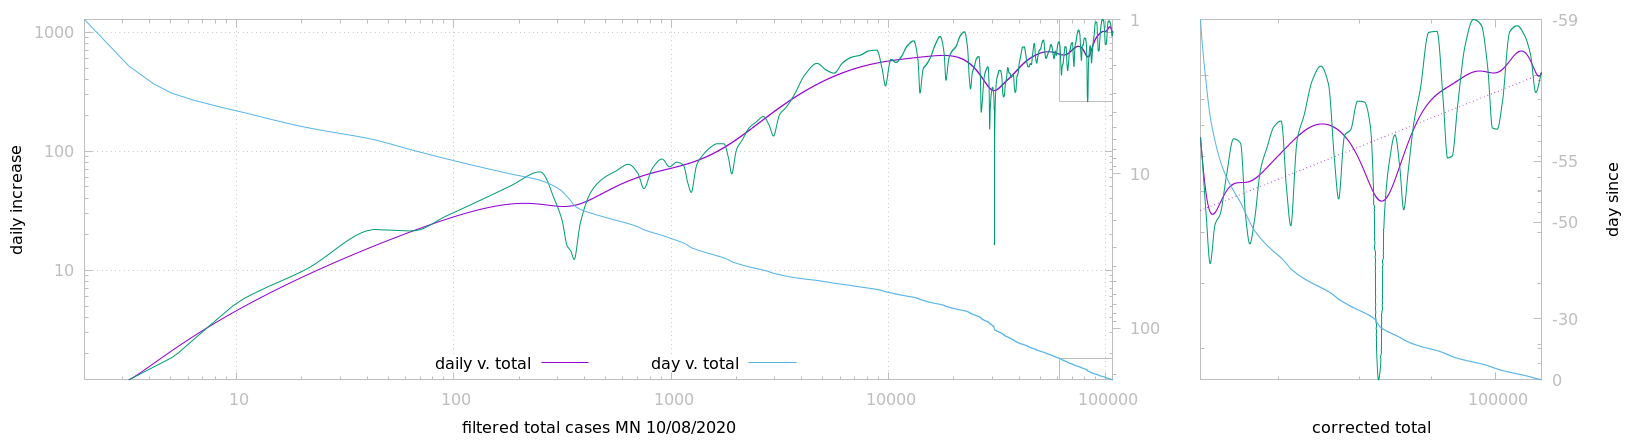 1000
100
10
daily increase
10
100
1000
10000
100000
filtered total cases MN 10/08/2020
daily v. total
day v. total
1
10
100
-59
-55
-50
-30
0
day since
100000
corrected total